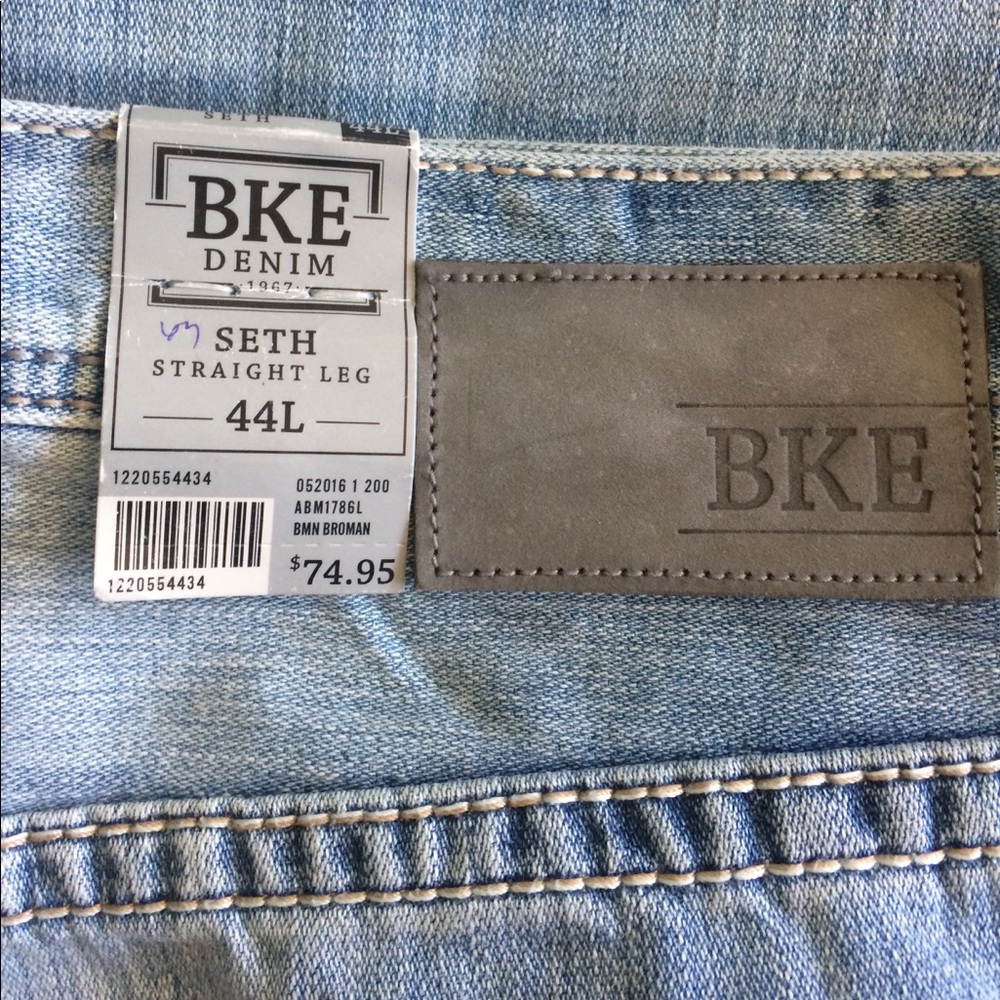 SETH
44L
BKE
DENIM
·1967·
SETH
STRAIGHT LEG
44L
1220554434
052016 1 200
ABM1786L
BMN BROMAN
1220554434
$74.95
BKE